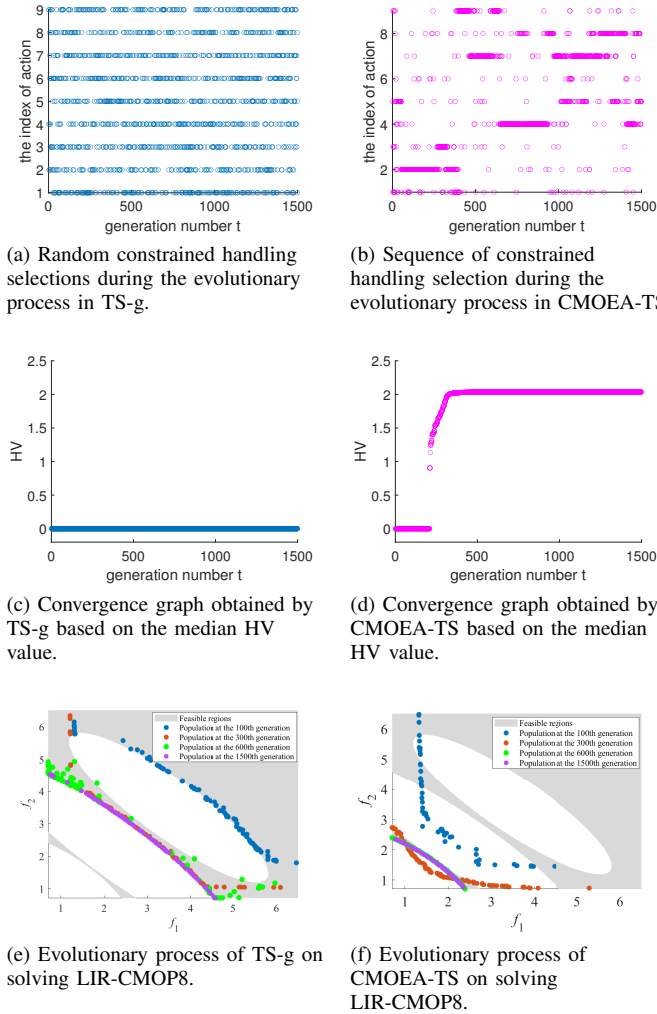 9
8
7
6
5
4
3
2
1
the index of action
0
500
1000
1500
generation number t
8
6
4
2
the index of action
0
500
1000
1500
generation number t
(a) Random constrained handling
selections during the evolutionary
process in TS-g.
(b) Sequence of constrained
handling selection during the
evolutionary process in CMOEA-TS
2.5
2
1.5
1
0.5
0
HV
0
500
1000
1500
generation number t
2.5
2
1.5
1
0.5
0
HV
0
500
1000
1500
generation number t
(c) Convergence graph obtained by
TS-g based on the median HV
value.
(d) Convergence graph obtained by
CMOEA-TS based on the median
HV value.
6
5
4
3
2
1
f2
1
2
3
4
5
6
f1
Feasible regions
Population at the 100th generation
Population at the 300th generation
Population at the 600th generation
Population at the 1500th generation
6
5
4
3
2
1
f2
1
2
3
4
5
6
f1
Feasible regions
Population at the 100th generation
Population at the 300th generation
Population at the 600th generation
Population at the 1500th generation
(e) Evolutionary process of TS-g on
solving LIR-CMOP8.
(f) Evolutionary process of
CMOEA-TS on solving
LIR-CMOP8.